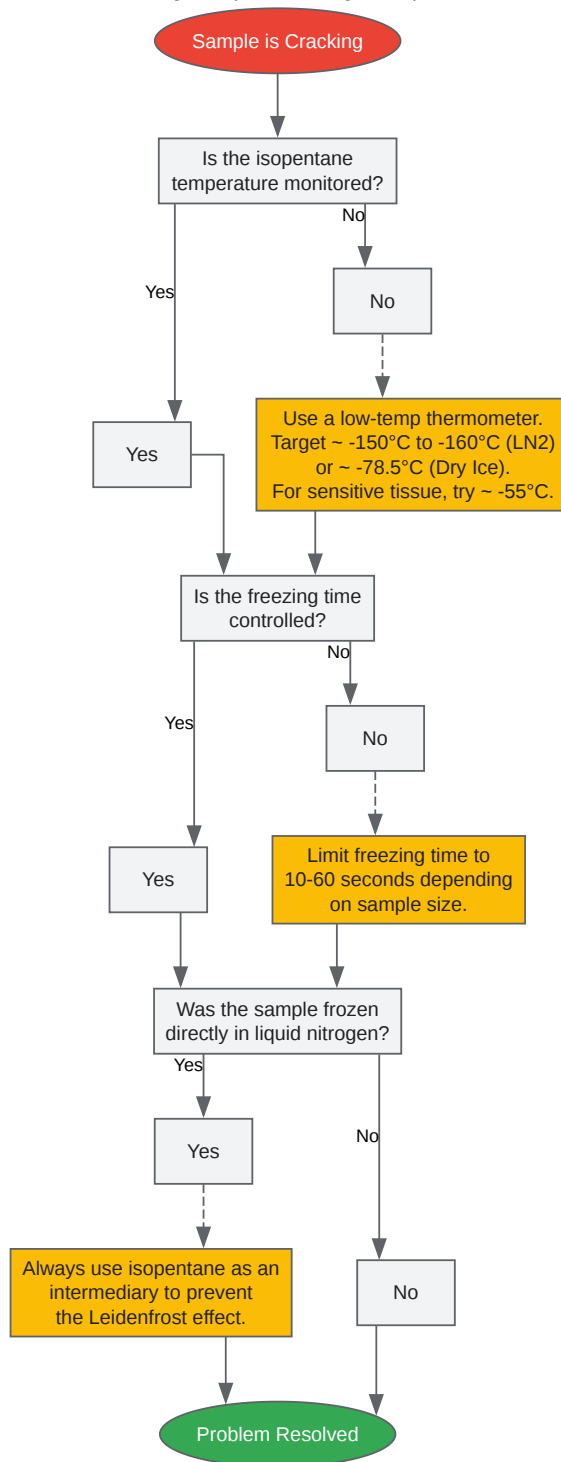 Sample is Cracking
Is the isopentane
temperature monitored?
No
Yes
No
Use a low-temp thermometer.
Target ~ -150°C to -160°C (LN2)
or ~ -78.5°C (Dry Ice).
For sensitive tissue, try ~ -55°C.
Yes
Is the freezing time
controlled?
No
Yes
No
Limit freezing time to
10-60 seconds depending
on sample size.
Yes
Was the sample frozen
directly in liquid nitrogen?
Yes
No
Yes
Always use isopentane as an
intermediary to prevent
the Leidenfrost effect.
No
Problem Resolved